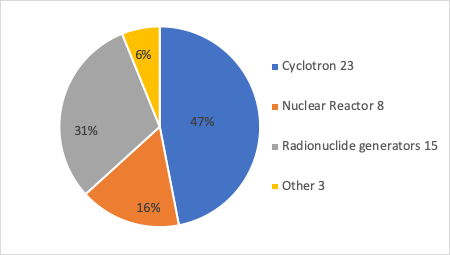 6%
47%
31%
16%
Cyclotron 23
Nuclear Reactor 8
Radionuclide generators 15
Other 3